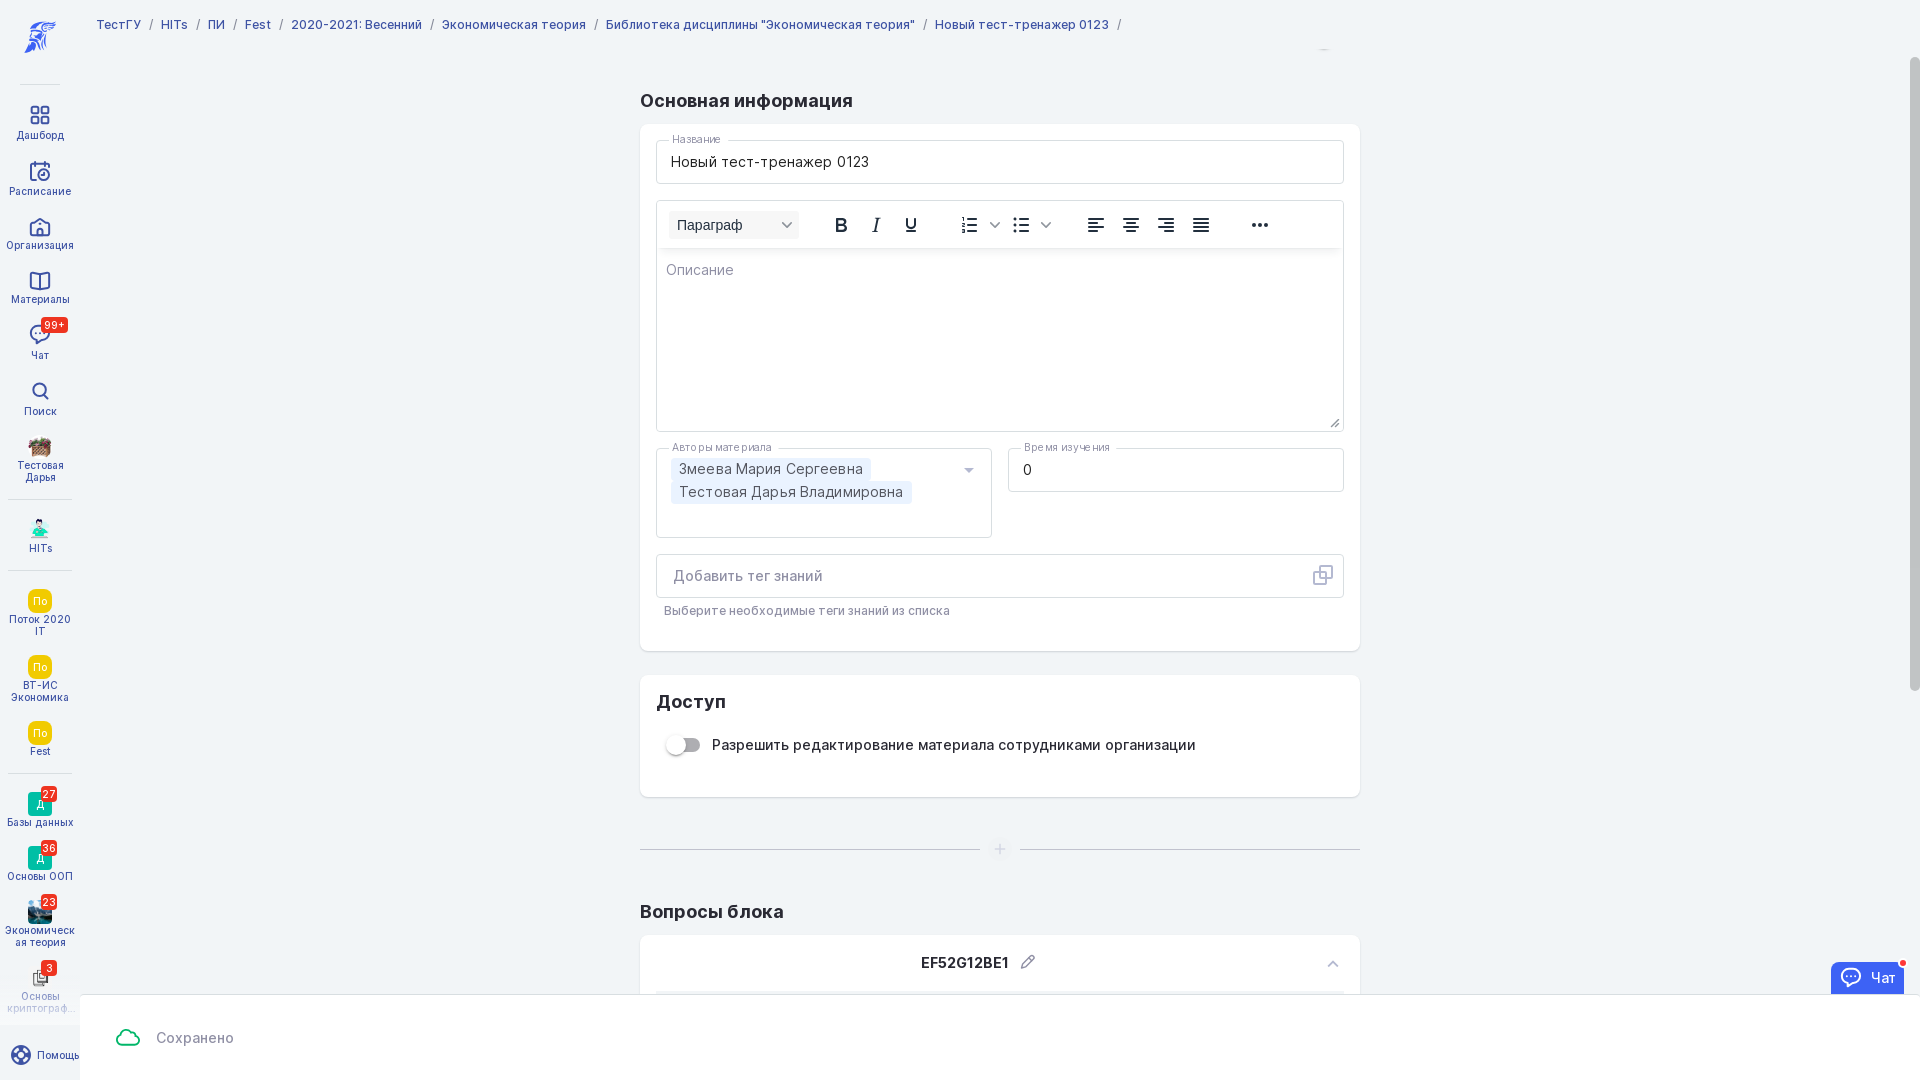 ТестГУ / HITs / ПИ / Fest / 2020-2021: Весенний / Экономическая теория / Библиотека дисциплины "Экономическая теория" / Новый тест-тренажер 0123 /
Дашборд
Расписание
Организация
Материалы
99+
Чат
Поиск
Тестовая
Дарья
HITs
По
Поток 2020
IT
По
ВТ-ИС
Экономика
По
Fest
27
Д
Базы данных
36
Д
Основы ООП
23
Экономическ
ая теория
3
Основы
криптограф...
Помощь
Основная информация
Название
Новый тест-тренажер 0123
Параграф
Описание
Авторы материала
Змеева Мария Сергеевна
Тестовая Дарья Владимировна
Время изучения
0
Добавить тег знаний
Выберите необходимые теги знаний из списка
Доступ
Разрешить редактирование материала сотрудниками организации
Вопросы блока
EF52G12BE1
Чат
Сохранено